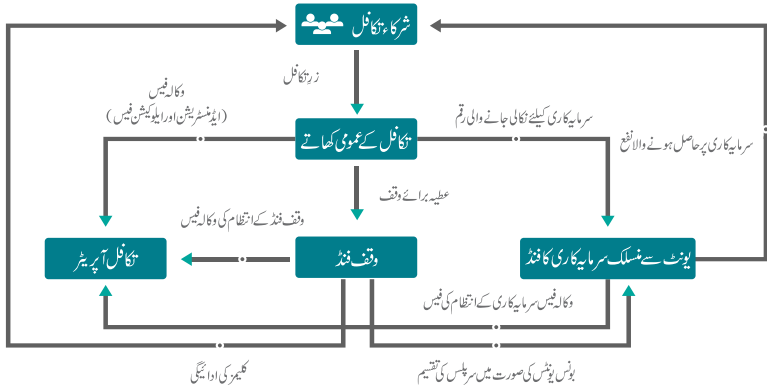 شرکاء تکافل
زرِ تکافل
وکالہ فیس
(ایڈمنسٹریشن اور ایلوکیشن فیس)
تکافل کے عمومی کھاتے
سرمایہ کاری کیلئے نکالی جانے والی رقم
سرمایہ کاری پر حاصل ہونے والا نفع
عطیہ برائے وقف
وقف فنڈ کے انتظام کی وکالہ فیس
یونٹ سے منسلک سرمایہ کاری کا فنڈ
وقف فنڈ
تکافل آپریٹر
وکالہ فیس سرمایہ کاری کے انتظام کی فیس
بونس یونٹس کی صورت میں سرپلس کی تقسیم
کلیمز کی ادائیگی